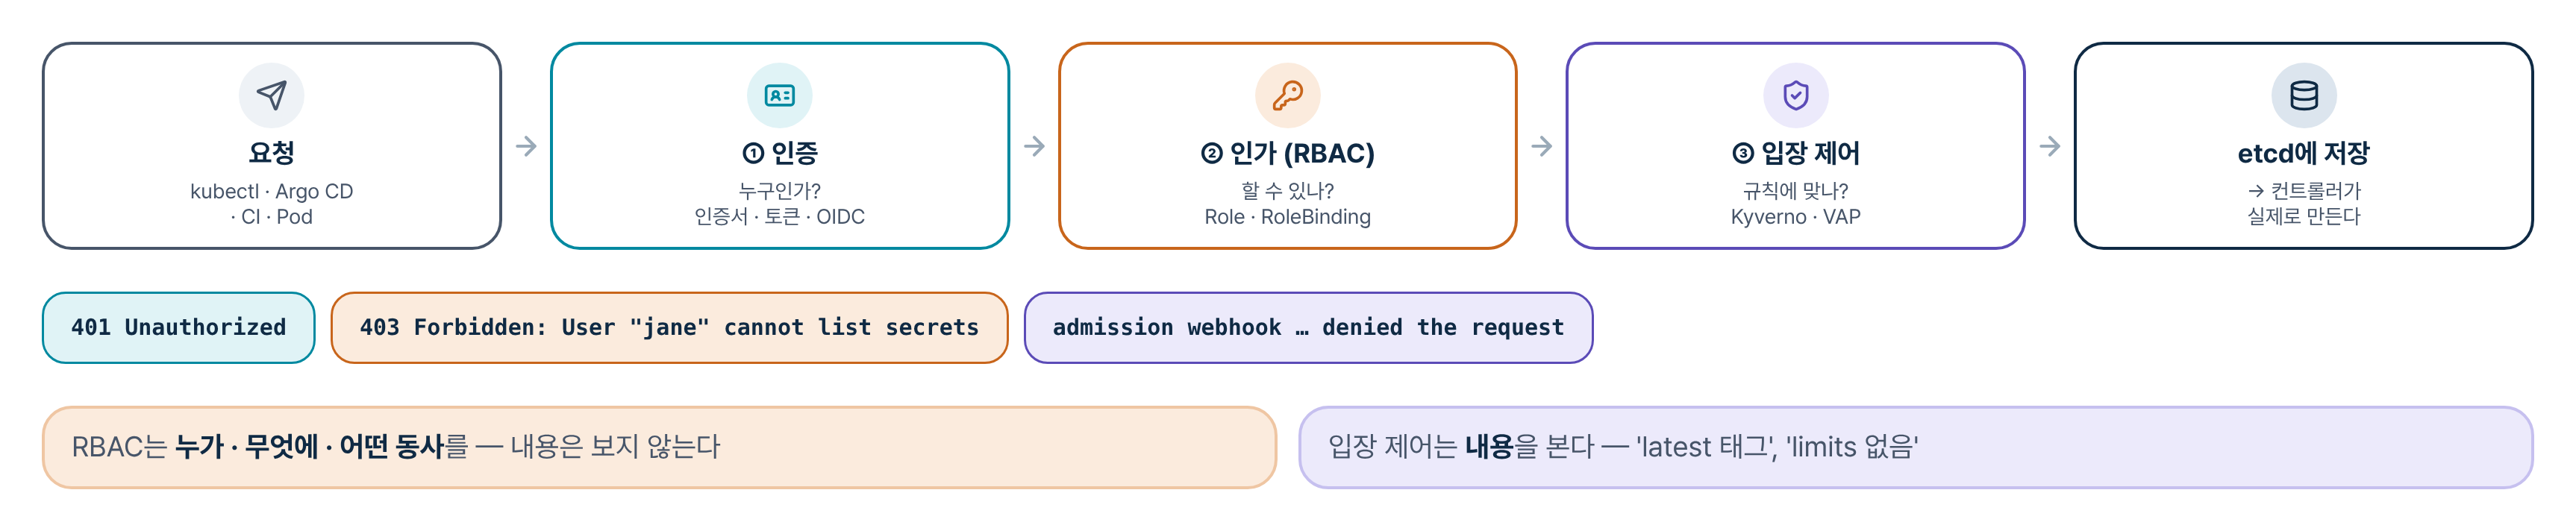 요청
kubectl · Argo CD
· CI · Pod
① 인증
누구인가?
인증서 · 토큰 · OIDC
② 인가 (RBAC)
할 수 있나?
Role · RoleBinding
③ 입장 제어
규칙에 맞나?
Kyverno · VAP
etcd에 저장
→ 컨트롤러가
실제로 만든다
401 Unauthorized
403 Forbidden: User "jane" cannot list secrets
admission webhook … denied the request
RBAC는 누가 · 무엇에 · 어떤 동사를 — 내용은 보지 않는다
입장 제어는 내용을 본다 — 'latest 태그', 'limits 없음'